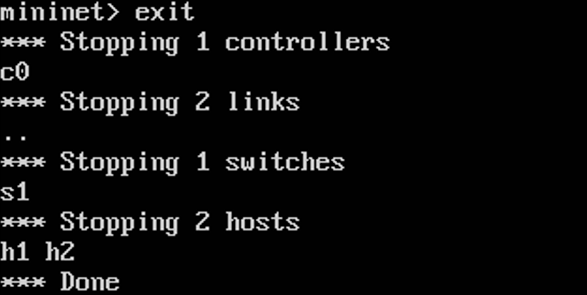 mininet> exit
*** Stopping 1 controllers
c0
*** Stopping 2 links
..
*** Stopping 1 switches
s1
*** Stopping 2 hosts
h1 h2
*** Done